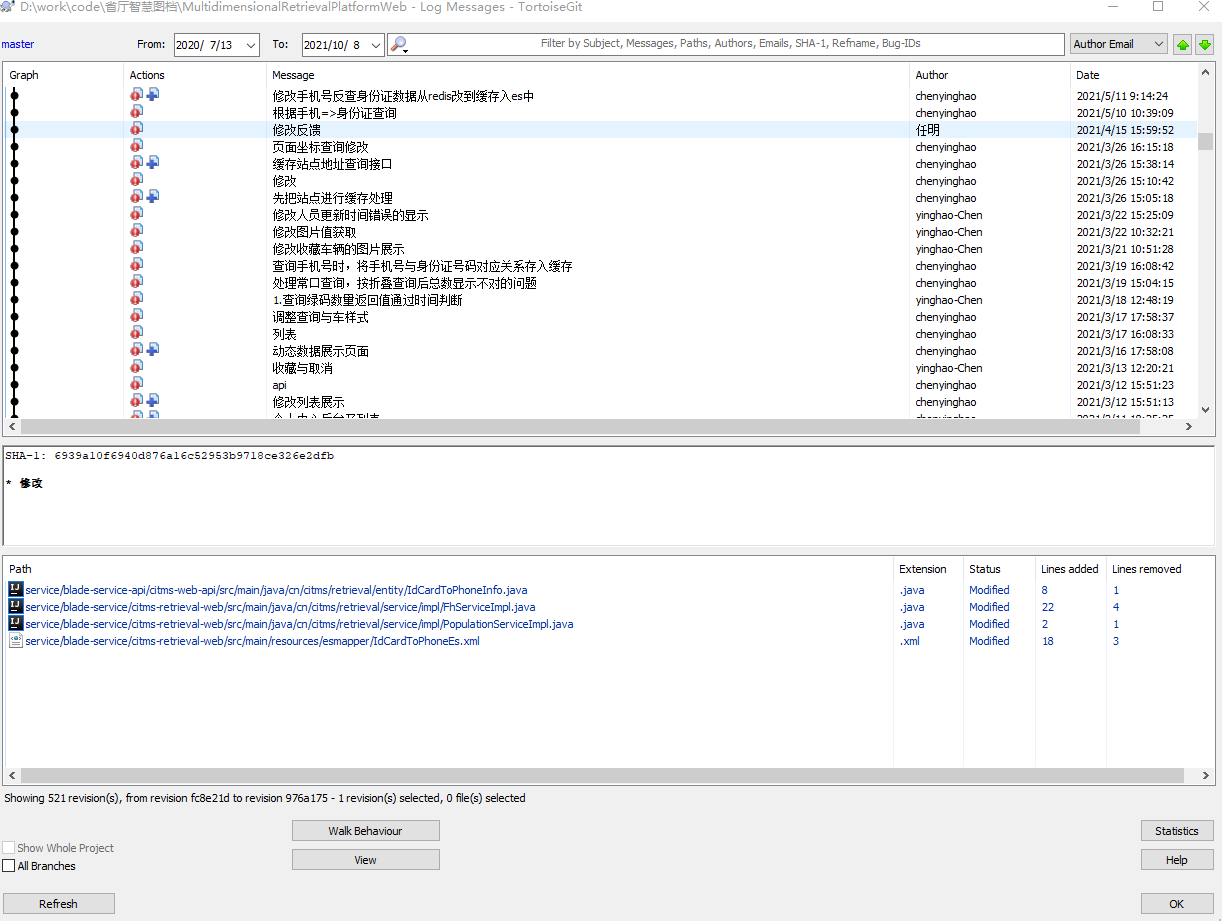 D:\work\code\省厅智慧图档\MultidimensionalRetrievalPlatformWeb - Log Messages - TortoiseGit
master From: 2020/ 7/13 To: 2021/10/ 8 Filter by Subject, Messages, Paths, Authors, Emails, SHA-1, Refname, Bug-IDs Author Email
Graph Actions Message Author Date
修改手机号反查身份证数据从redis改到缓存入es中 chenyinghao 2021/5/11 9:14:24
根据手机=>身份证查询 chenyinghao 2021/5/10 10:39:09
修改反馈 任明 2021/4/15 15:59:52
页面坐标查询修改 chenyinghao 2021/3/26 16:15:18
缓存站点地址查询接口 chenyinghao 2021/3/26 15:38:14
修改 chenyinghao 2021/3/26 15:10:42
先把站点进行缓存处理 chenyinghao 2021/3/26 15:05:18
修改人员更新时间错误的显示 yinghao-Chen 2021/3/22 15:25:09
修改图片值获取 yinghao-Chen 2021/3/22 10:32:21
修改收藏车辆的图片展示 yinghao-Chen 2021/3/21 10:51:28
查询手机号时，将手机号与身份证号码对应关系存入缓存 chenyinghao 2021/3/19 16:08:42
处理常口查询，按折叠查询后总数显示不对的问题 chenyinghao 2021/3/19 15:04:15
1.查询绿码数量返回值通过时间判断 yinghao-Chen 2021/3/18 12:48:19
调整查询与车样式 chenyinghao 2021/3/17 17:58:37
列表 chenyinghao 2021/3/17 16:08:33
动态数据展示页面 chenyinghao 2021/3/16 17:58:08
收藏与取消 yinghao-Chen 2021/3/13 12:20:21
api chenyinghao 2021/3/12 15:51:23
修改列表展示 chenyinghao 2021/3/12 15:51:13
SHA-1: 6939a10f6940d876a16c52953b9718ce326e2dfb
* 修改
Path Extension Status Lines added Lines removed
service/blade-service-api/citms-web-api/src/main/java/cn/citms/retrieval/entity/IdCardToPhoneInfo.java .java Modified 8 1
service/blade-service/citms-retrieval-web/src/main/java/cn/citms/retrieval/service/impl/FhServiceImpl.java .java Modified 22 4
service/blade-service/citms-retrieval-web/src/main/java/cn/citms/retrieval/service/impl/PopulationServiceImpl.java .java Modified 2 1
service/blade-service/citms-retrieval-web/src/main/resources/esmapper/IdCardToPhoneEs.xml .xml Modified 18 3
Showing 521 revision(s), from revision fc8e21d to revision 976a175 - 1 revision(s) selected, 0 file(s) selected
Walk Behaviour Statistics
Show Whole Project
View Help
All Branches
Refresh OK